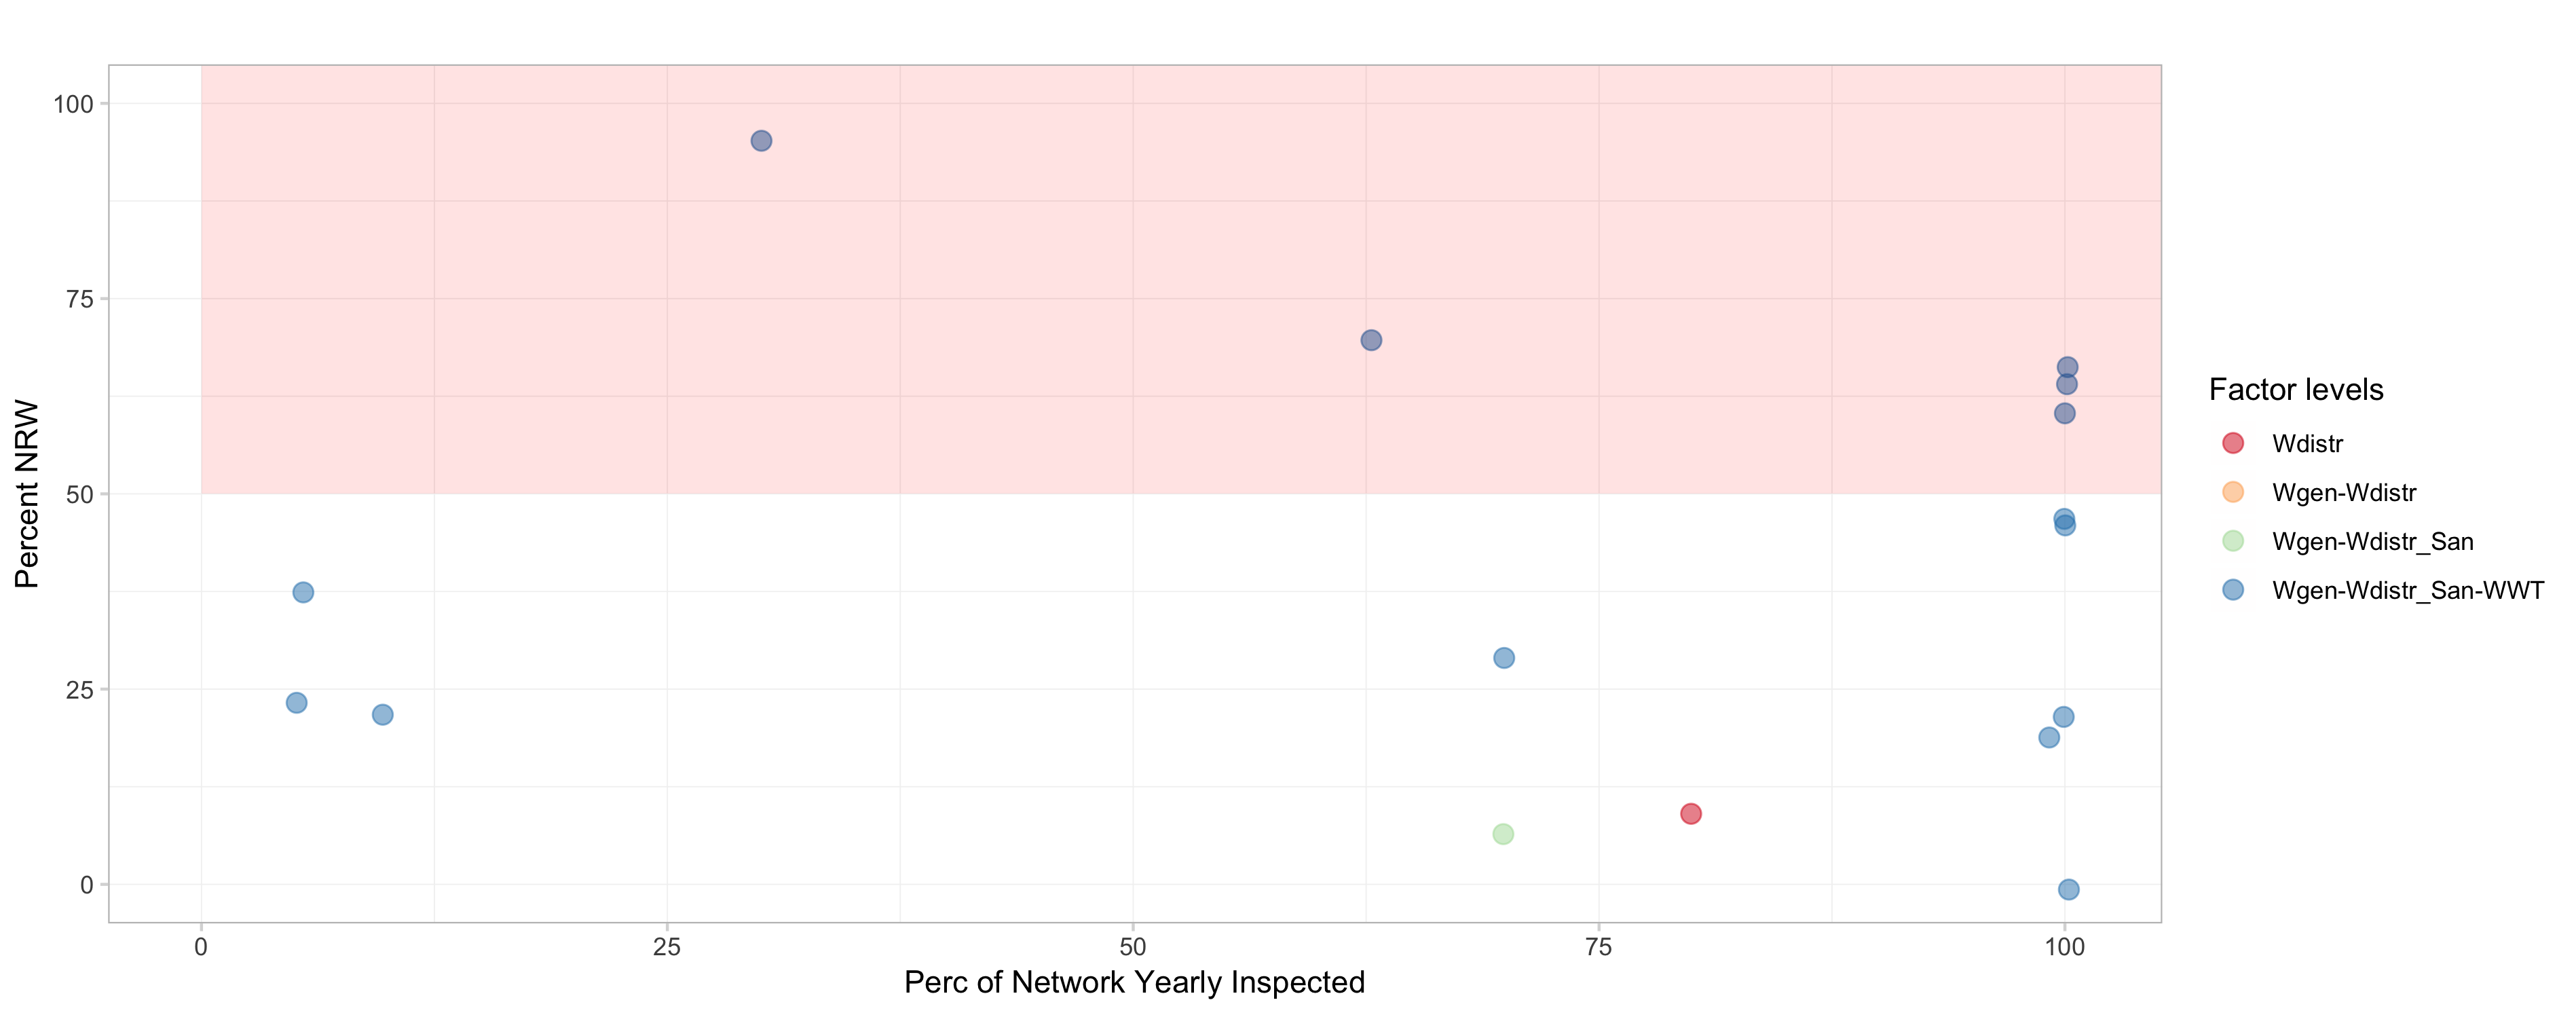 100
75
50
25
0
Percent NRW
0 25 50 75 100
Perc of Network Yearly Inspected
Factor levels
Wdistr
Wgen-Wdistr
Wgen-Wdistr_San
Wgen-Wdistr_San-WWT